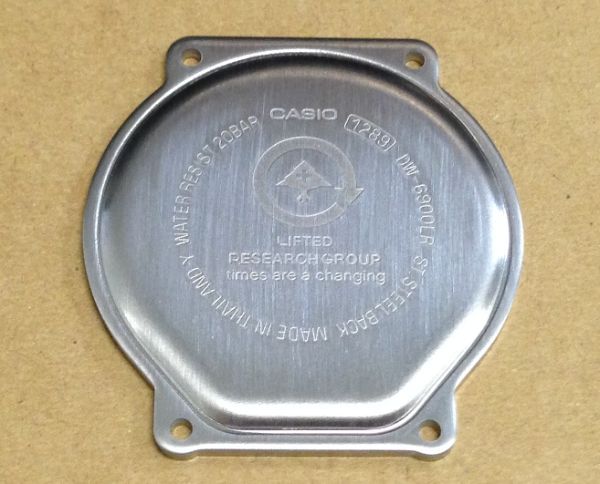 CASIO
1289 DW-6900LR ST.STEEL BACK MADE IN THAILAND Y WATER RESIST 20BAR
LIFTED
RESEARCH GROUP
times are a changing